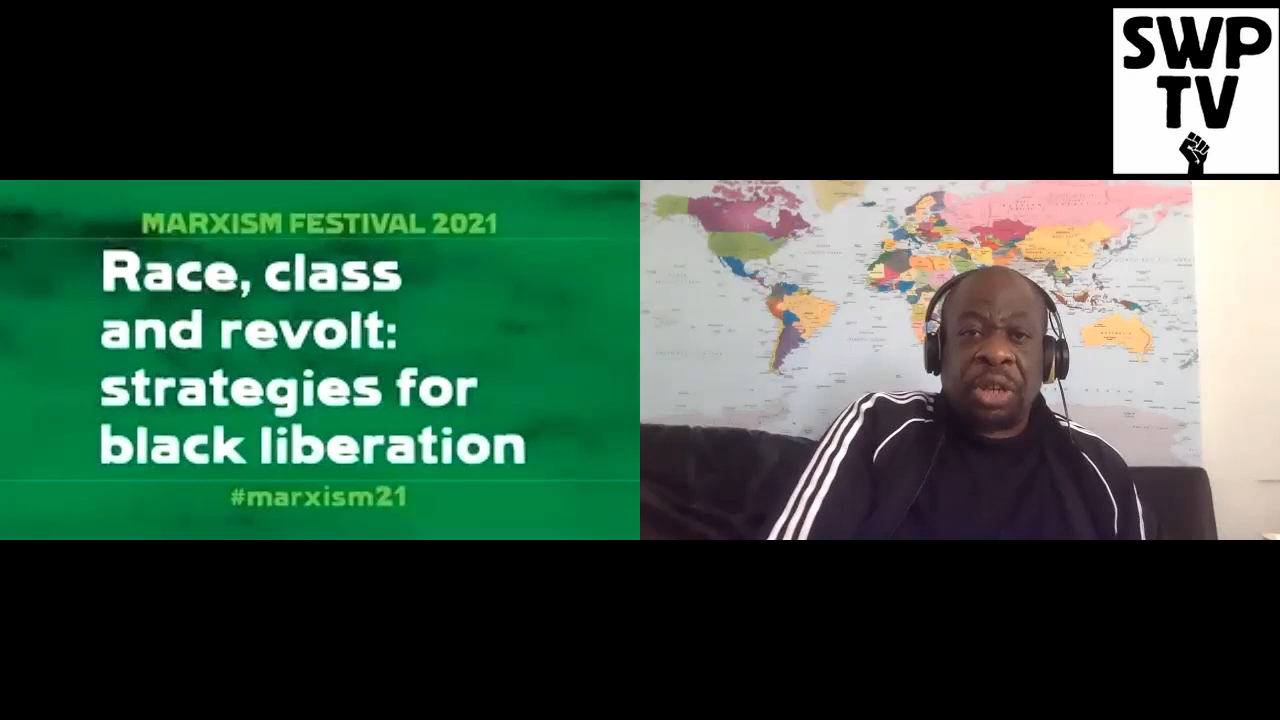 SWP
TV
MARXISM FESTIVAL 2021
Race, class
and revolt:
strategies for
black liberation
#marxism21